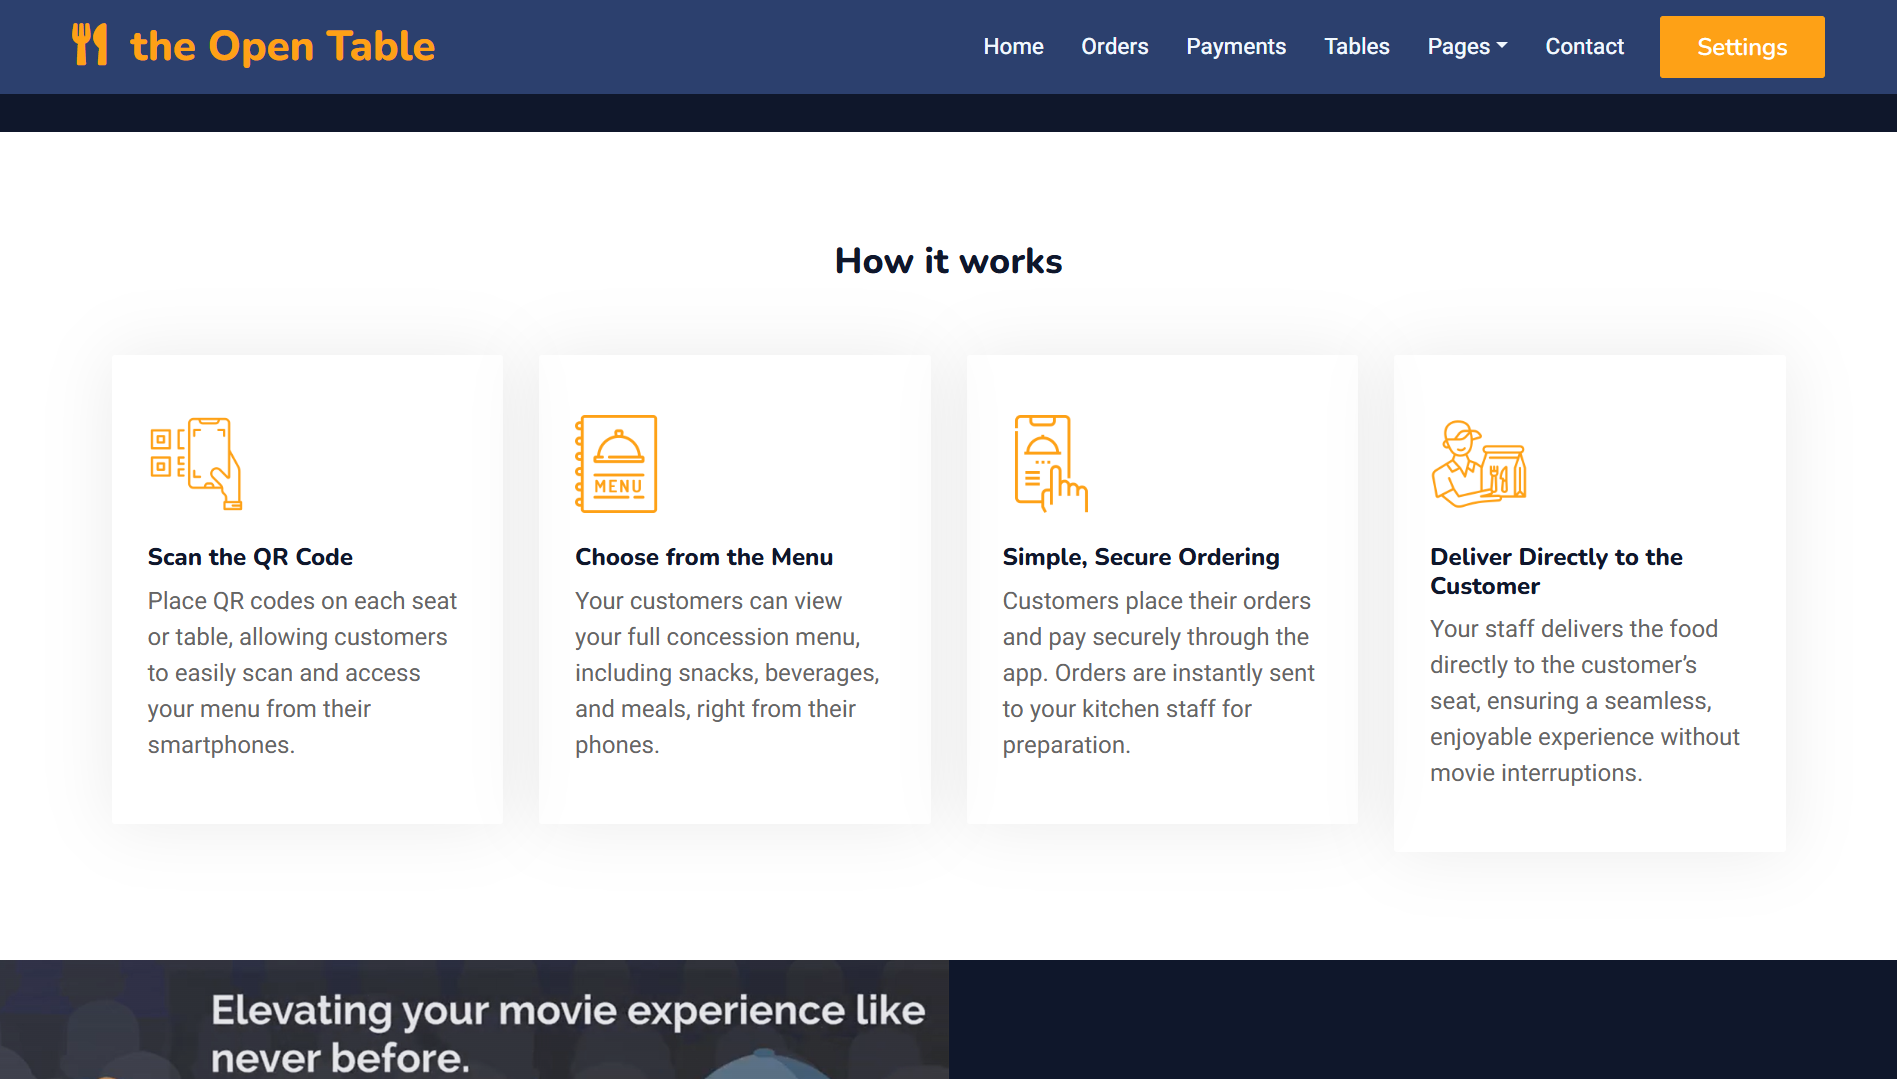 the Open Table
Home Orders Payments Tables Pages Contact Settings
How it works
Scan the QR Code
Place QR codes on each seat
or table, allowing customers
to easily scan and access
your menu from their
smartphones.
MENU
Choose from the Menu
Your customers can view
your full concession menu,
including snacks, beverages,
and meals, right from their
phones.
Simple, Secure Ordering
Customers place their orders
and pay securely through the
app. Orders are instantly sent
to your kitchen staff for
preparation.
Deliver Directly to the
Customer
Your staff delivers the food
directly to the customer’s
seat, ensuring a seamless,
enjoyable experience without
movie interruptions.
Elevating your movie experience like
never before.